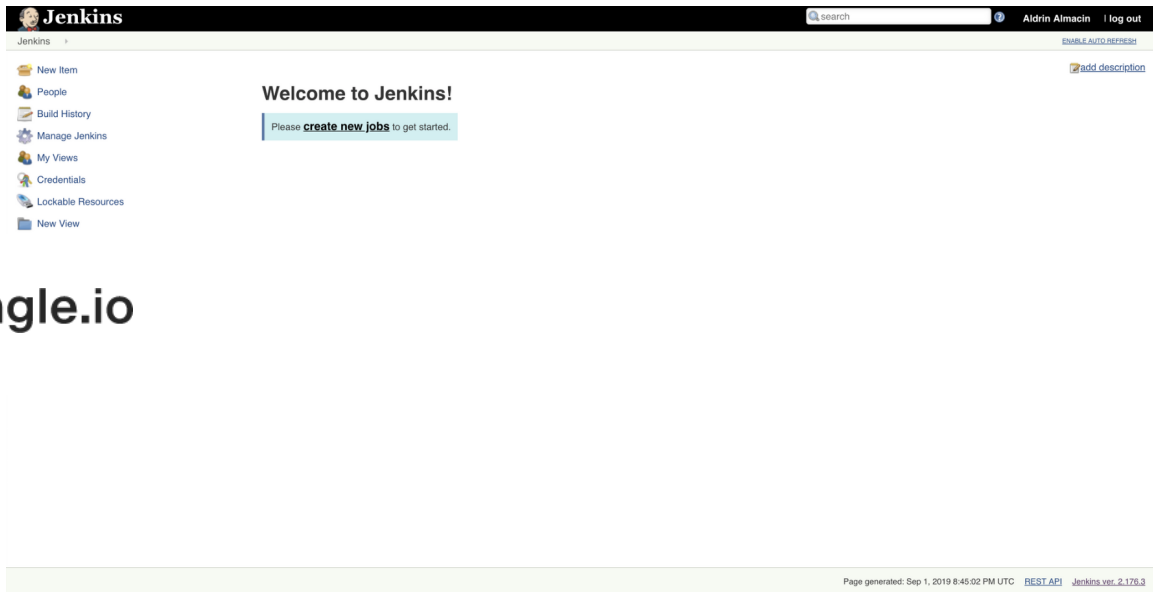 Jenkins
search
Aldrin Almacin | log out
Jenkins
ENABLE AUTO REFRESH
New Item
People
Build History
Manage Jenkins
My Views
Credentials
Lockable Resources
New View
add description
Welcome to Jenkins!
Please create new jobs to get started.
gle.io
Page generated: Sep 1, 2019 8:45:02 PM UTC REST API Jenkins ver. 2.176.3